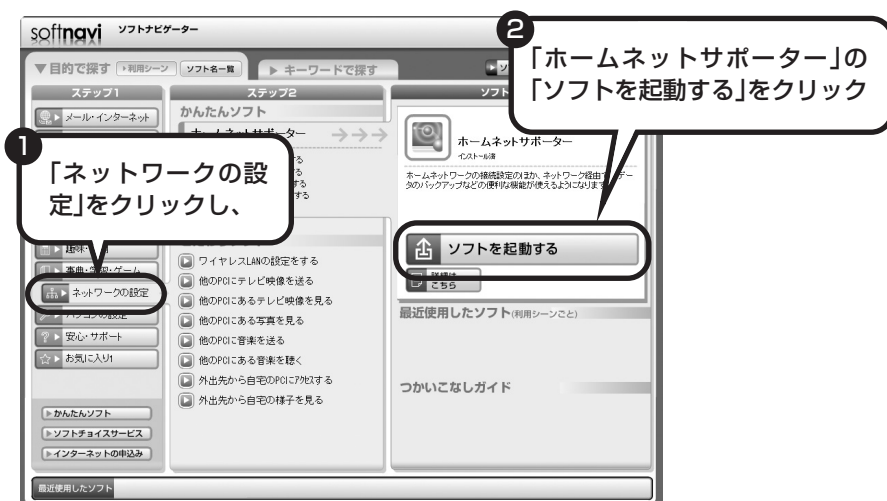 softnavi ソフトナビゲーター
▼目的で探す 利用シーン ソフト名一覧 ▶ キーワードで探す
ステップ1
メール・インターネット
ネットワークの設定
安心・サポート
お気に入り1
かんたんソフト
ソフトチョイスサービス
インターネットの申込み
ステップ2
かんたんソフト
ホームネットサポーター
ワイヤレスLANの設定をする
他のPCにテレビ映像を送る
他のPCにあるテレビ映像を見る
他のPCにある写真を見る
他のPCに音楽を送る
他のPCにある音楽を聴く
外出先から自宅のPCにアクセスする
外出先から自宅の様子を見る
ソフト
ホームネットサポーター
インストール済
ホームネットワークの接続設定のほか、ネットワーク経由で、デー
タのバックアップなどの便利な機能が使えるようになります
ソフトを起動する
詳細は
こちら
最近使用したソフト(利用シーンごと)
つかいこなしガイド
最近使用したソフト
1
「ネットワークの設
定」をクリックし、
2
「ホームネットサポーター」の
「ソフトを起動する」をクリック